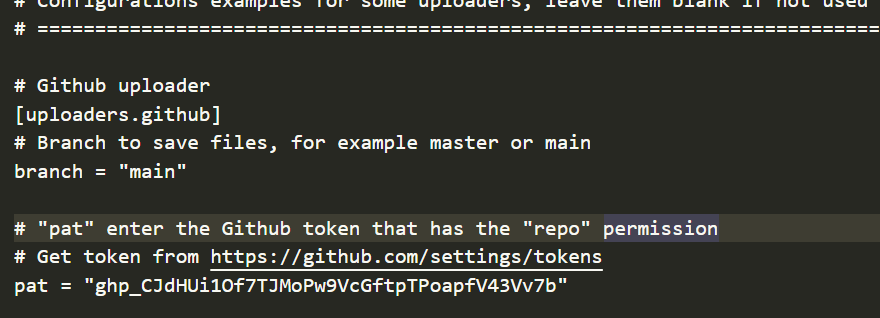 # Configurations examples for some uploaders, leave them blank if not used
# =========================================================================
# Github uploader
[uploaders.github]
# Branch to save files, for example master or main
branch = "main"
# "pat" enter the Github token that has the "repo" permission
# Get token from https://github.com/settings/tokens
pat = "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"